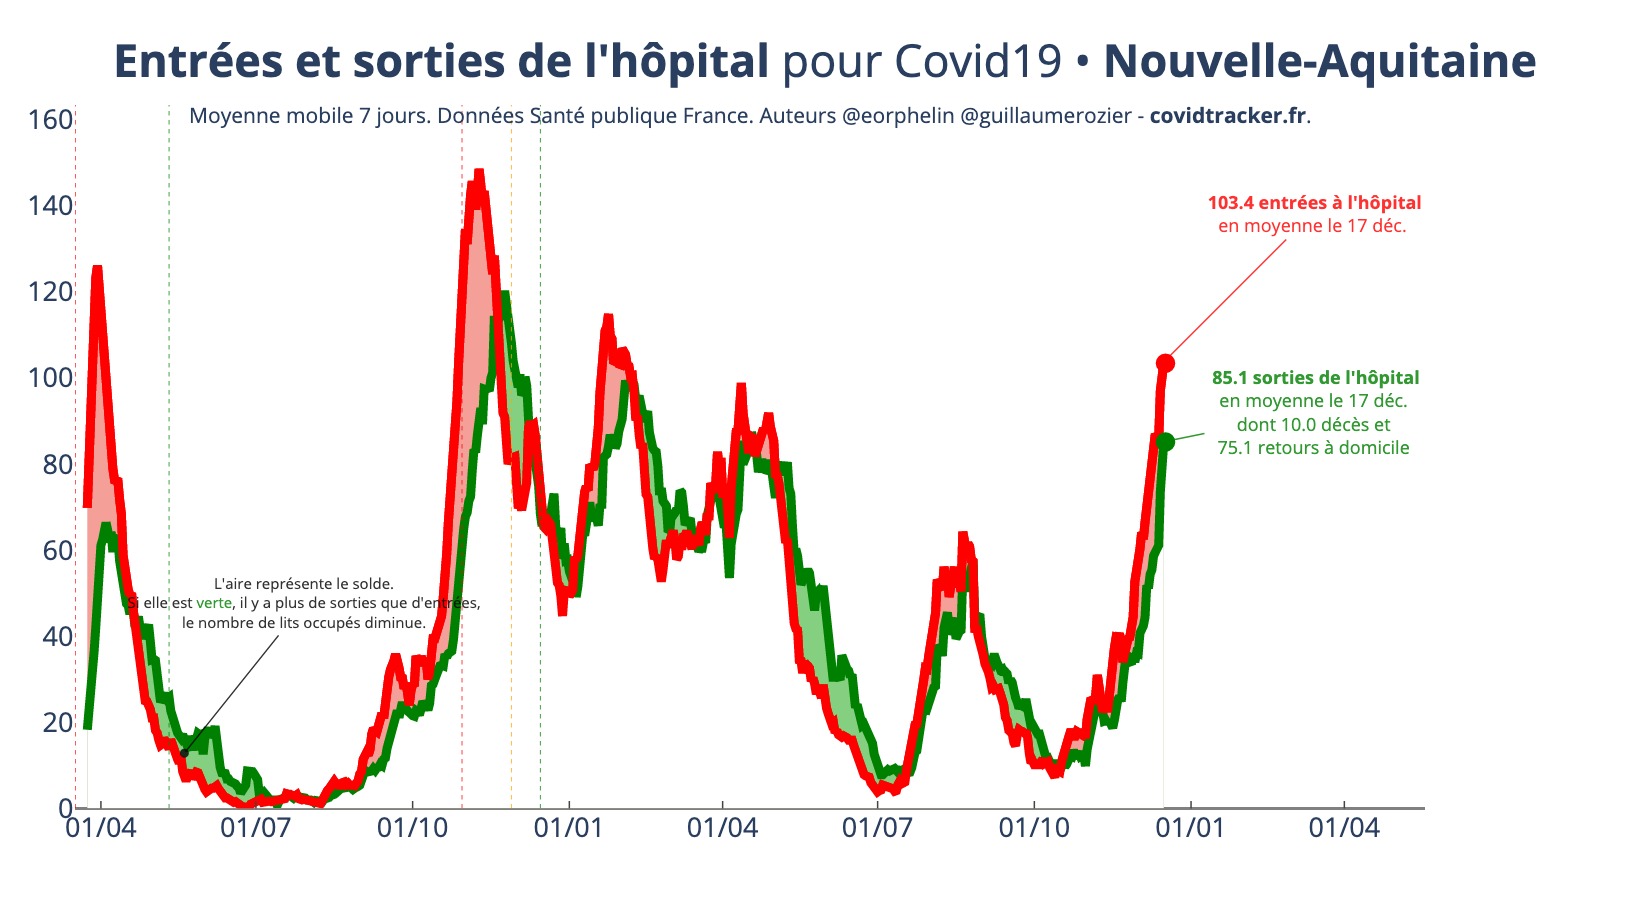 Entrées et sorties de l'hôpital pour Covid19 • Nouvelle-Aquitaine
Moyenne mobile 7 jours. Données Santé publique France. Auteurs @eorphelin @guillaumerozier - covidtracker.fr.
160
140
120
100
80
60
40
20
0
103.4 entrées à l'hôpital
en moyenne le 17 déc.
85.1 sorties de l'hôpital
en moyenne le 17 déc.
dont 10.0 décès et
75.1 retours à domicile
L'aire représente le solde.
Si elle est verte, il y a plus de sorties que d'entrées,
le nombre de lits occupés diminue.
01/04 01/07 01/10 01/01 01/04 01/07 01/10 01/01 01/04